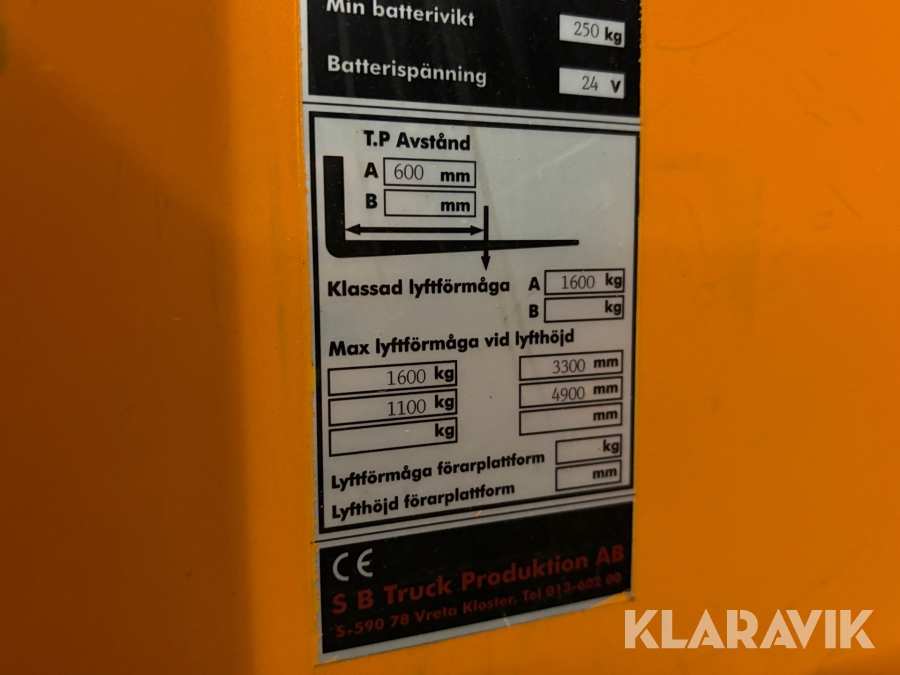 Min batterivikt 250 kg
Batterispänning 24 V
T.P Avstånd
A 600 mm
B mm
Klassad lyftförmåga A 1600 kg
B kg
Max lyftförmåga vid lyfthöjd
1600 kg 3300 mm
1100 kg 4900 mm
kg mm
Lyftförmåga förarplattform kg
Lyfthöjd förarplattform mm
CE
S B Truck Produktion AB
S-590 78 Vreta Kloster, Tel 013-602 00
KLARAVIK